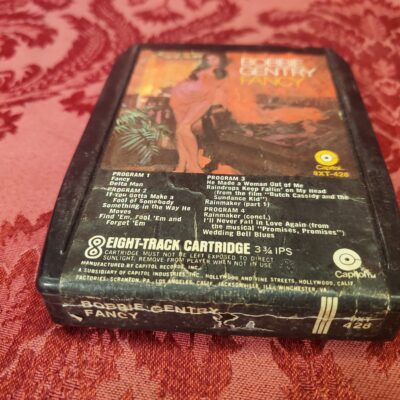 BOBBIE
GENTRY
FANCY
Capitol
8XT-428
PROGRAM 1
Fancy
Delta Man
PROGRAM 2
If You Gotta Make a
Fool of Somebody
Something in the Way He
Moves
Find 'Em, Fool 'Em and
Forget 'Em
PROGRAM 3
He Made a Woman Out of Me
Raindrops Keep Fallin' on My Head
(from the film "Butch Cassidy and the
Sundance Kid")
Rainmaker (part 1)
PROGRAM 4
Rainmaker (concl.)
I'll Never Fall in Love Again (from
the musical "Promises, Promises")
Wedding Bell Blues
8 EIGHT-TRACK CARTRIDGE 3¾ IPS
CARTRIDGE MUST NOT BE LEFT EXPOSED TO DIRECT
SUNLIGHT. REMOVE FROM PLAYER WHEN NOT IN USE
MANUFACTURED BY CAPITOL RECORDS, INC.,
A SUBSIDIARY OF CAPITOL INDUSTRIES, INC., HOLLYWOOD AND VINE STREETS, HOLLYWOOD, CALIF.
FACTORIES: SCRANTON, PA. LOS ANGELES, CALIF. JACKSONVILLE, ILL. WINCHESTER, VA.
Capitol
BOBBIE GENTRY
FANCY
8XT
428